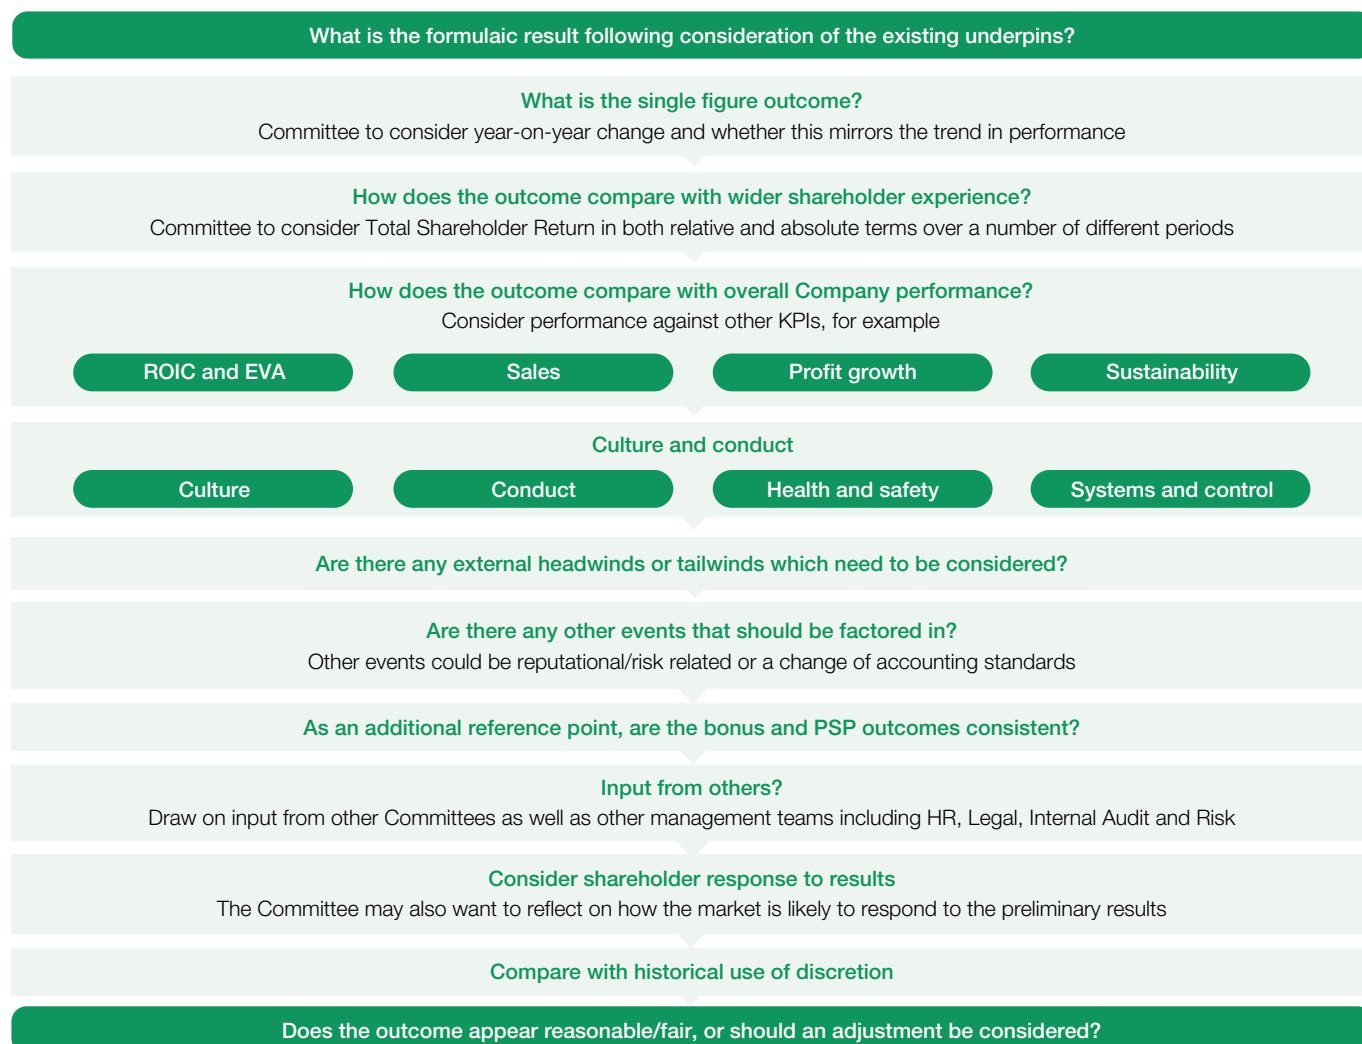 What is the formulaic result following consideration of the existing underpins?
What is the single figure outcome?
Committee to consider year-on-year change and whether this mirrors the trend in performance
How does the outcome compare with wider shareholder experience?
Committee to consider Total Shareholder Return in both relative and absolute terms over a number of different periods
How does the outcome compare with overall Company performance?
Consider performance against other KPIs, for example
ROIC and EVA
Sales
Profit growth
Sustainability
Culture and conduct
Culture
Conduct
Health and safety
Systems and control
Are there any external headwinds or tailwinds which need to be considered?
Are there any other events that should be factored in?
Other events could be reputational/risk related or a change of accounting standards
As an additional reference point, are the bonus and PSP outcomes consistent?
Input from others?
Draw on input from other Committees as well as other management teams including HR, Legal, Internal Audit and Risk
Consider shareholder response to results
The Committee may also want to reflect on how the market is likely to respond to the preliminary results
Compare with historical use of discretion
Does the outcome appear reasonable/fair, or should an adjustment be considered?